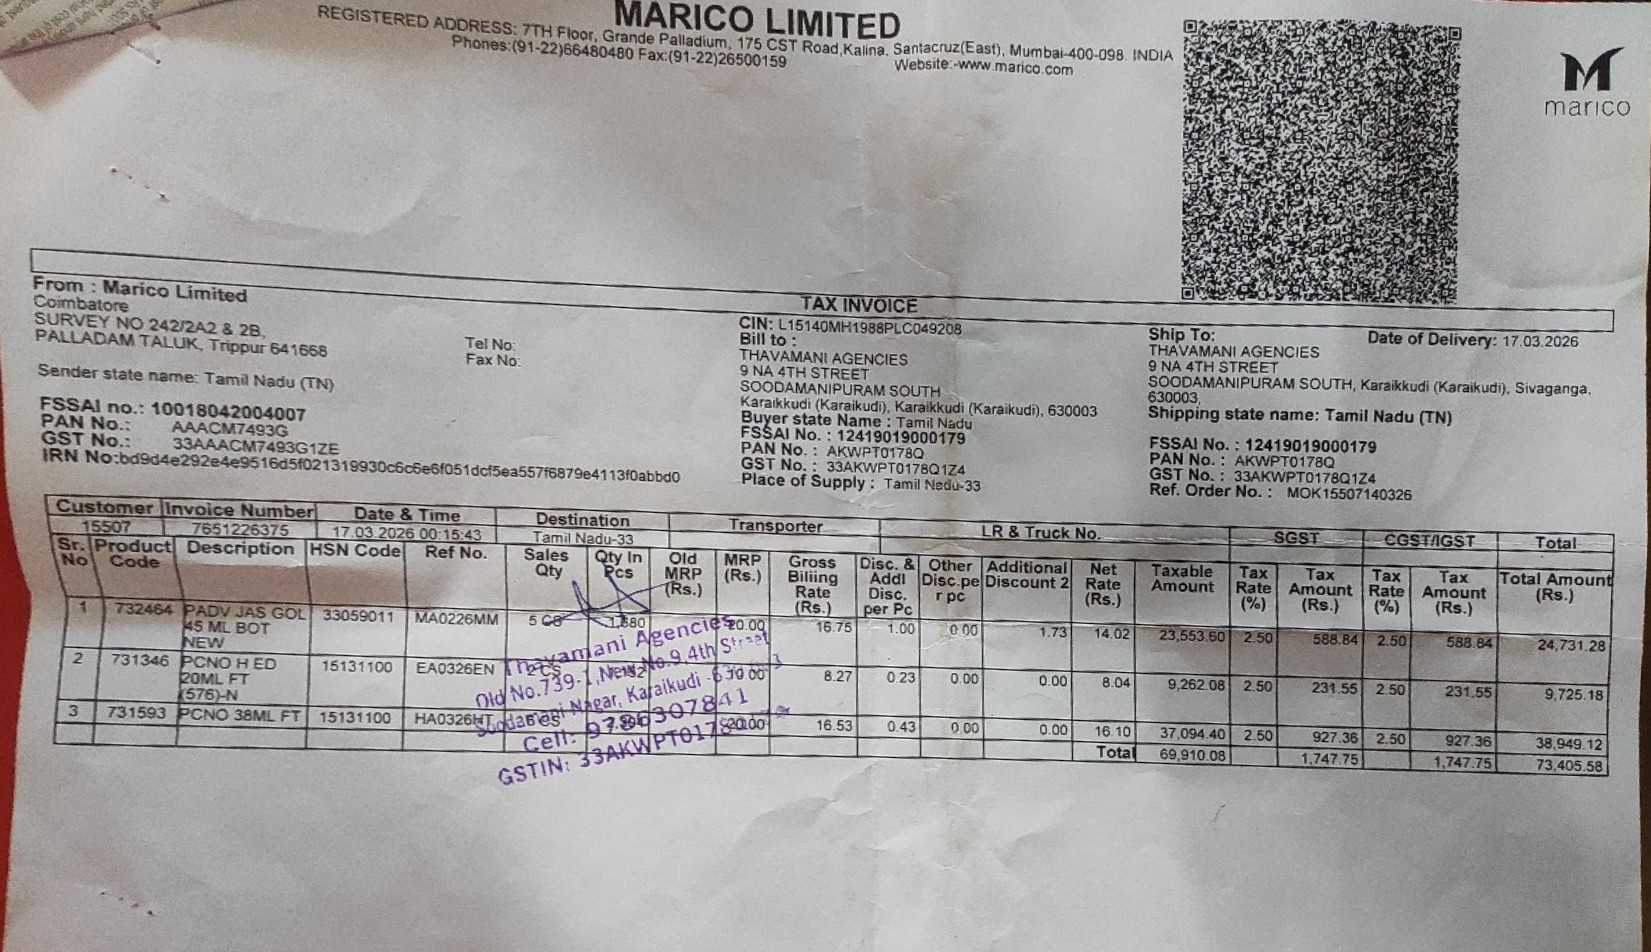 MARICO LIMITED
REGISTERED ADDRESS: 7TH Floor, Grande Palladium, 175 CST Road,Kalina, Santacruz(East), Mumbai-400-098. INDIA
Phones:(91-22)66480480 Fax:(91-22)26500159 Website:-www.marico.com
marico
TAX INVOICE
From : Marico Limited
Coimbatore
SURVEY NO 242/2A2 & 2B,
PALLADAM TALUK, Trippur 641668
Tel No:
Fax No:
Sender state name: Tamil Nadu (TN)
FSSAI no.: 10018042004007
PAN No.: AAACM7493G
GST No.: 33AAACM7493G1ZE
IRN No:bd9d4e292e4e9516d5f021319930c6c6e6f051dcf5ea557f6879e4113f0abbd0
CIN: L15140MH1988PLC049208
Bill to :
THAVAMANI AGENCIES
9 NA 4TH STREET
SOODAMANIPURAM SOUTH
Karaikkudi (Karaikudi), Karaikkudi (Karaikudi), 630003
Buyer state Name : Tamil Nadu
FSSAI No. : 12419019000179
PAN No. : AKWPT0178Q
GST No. : 33AKWPT0178Q1Z4
Place of Supply : Tamil Nadu-33
Ship To: Date of Delivery: 17.03.2026
THAVAMANI AGENCIES
9 NA 4TH STREET
SOODAMANIPURAM SOUTH, Karaikkudi (Karaikudi), Sivaganga,
630003,
Shipping state name: Tamil Nadu (TN)
FSSAI No. : 12419019000179
PAN No. : AKWPT0178Q
GST No. : 33AKWPT0178Q1Z4
Ref. Order No. : MOK15507140326
Customer Invoice Number Date & Time Destination Transporter LR & Truck No. SGST CGST/IGST Total
15507 7651226375 17.03.2026 00:15:43 Tamil Nadu-33
Sr. No Product Code Description HSN Code Ref No. Sales Qty Qty In Pcs Old MRP (Rs.) MRP (Rs.) Gross Biliing Rate (Rs.) Disc. & Addl Disc. per Pc Other Disc.pe r pc Additional Discount 2 Net Rate (Rs.) Taxable Amount Tax Rate (%) Tax Amount (Rs.) Tax Rate (%) Tax Amount (Rs.) Total Amount (Rs.)
1 732464 PADV JAS GOL 45 ML BOT NEW 33059011 MA0226MM 5 CS 1,680 20.00 16.75 1.00 0.00 1.73 14.02 23,553.60 2.50 588.84 2.50 588.84 24,731.28
2 731346 PCNO H ED 20ML FT (576)-N 15131100 EA0326EN 2 CS 8.27 0.23 0.00 0.00 8.04 9,262.08 2.50 231.55 2.50 231.55 9,725.18
3 731593 PCNO 38ML FT 15131100 HA0326HT 20.00 16.53 0.43 0.00 0.00 16.10 37,094.40 2.50 927.36 2.50 927.36 38,949.12
Total 69,910.08 1,747.75 1,747.75 73,405.58
Thavamani Agencies
Old No.739-1,New No.9,4th Street
Soodamani Nagar, Karaikudi -630 003
Cell: 9786307841
GSTIN: 33AKWPT0178Q